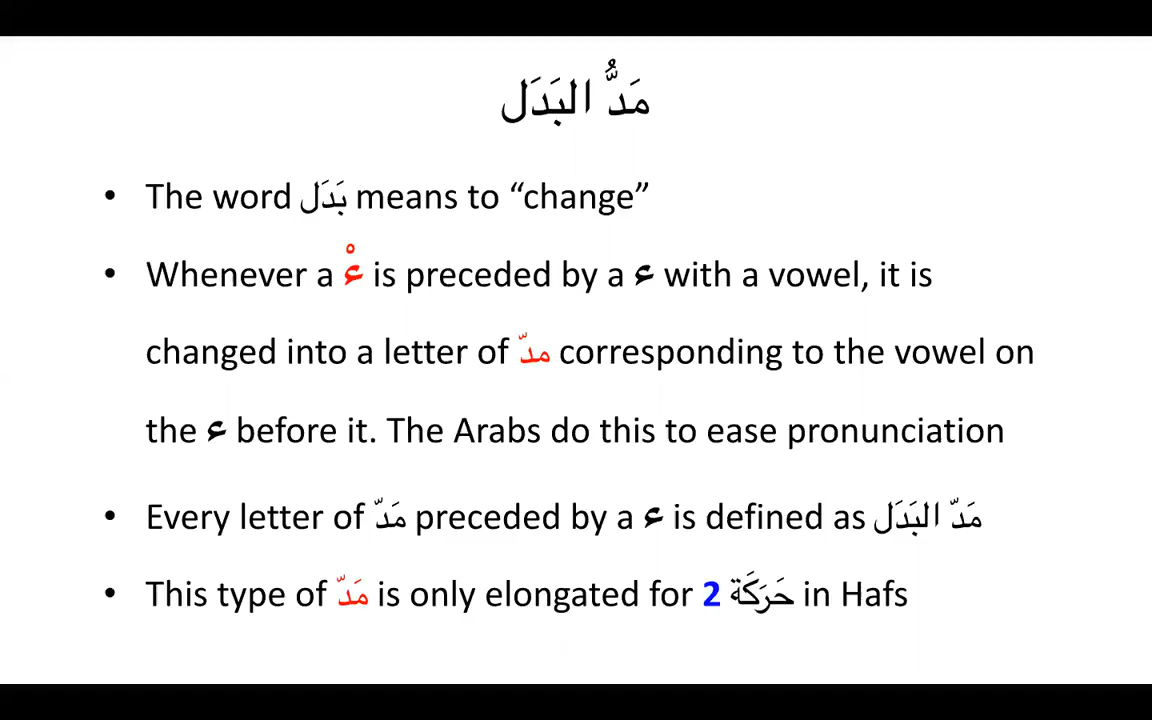 مَدُّ البَدَل
• The word بَدَل means to “change”
• Whenever a ءْ is preceded by a ء with a vowel, it is
changed into a letter of مدّ corresponding to the vowel on
the ء before it. The Arabs do this to ease pronunciation
• Every letter of مَدّ preceded by a ء is defined as مَدّ البَدَل
• This type of مَدّ is only elongated for 2 حَرَكَة in Hafs